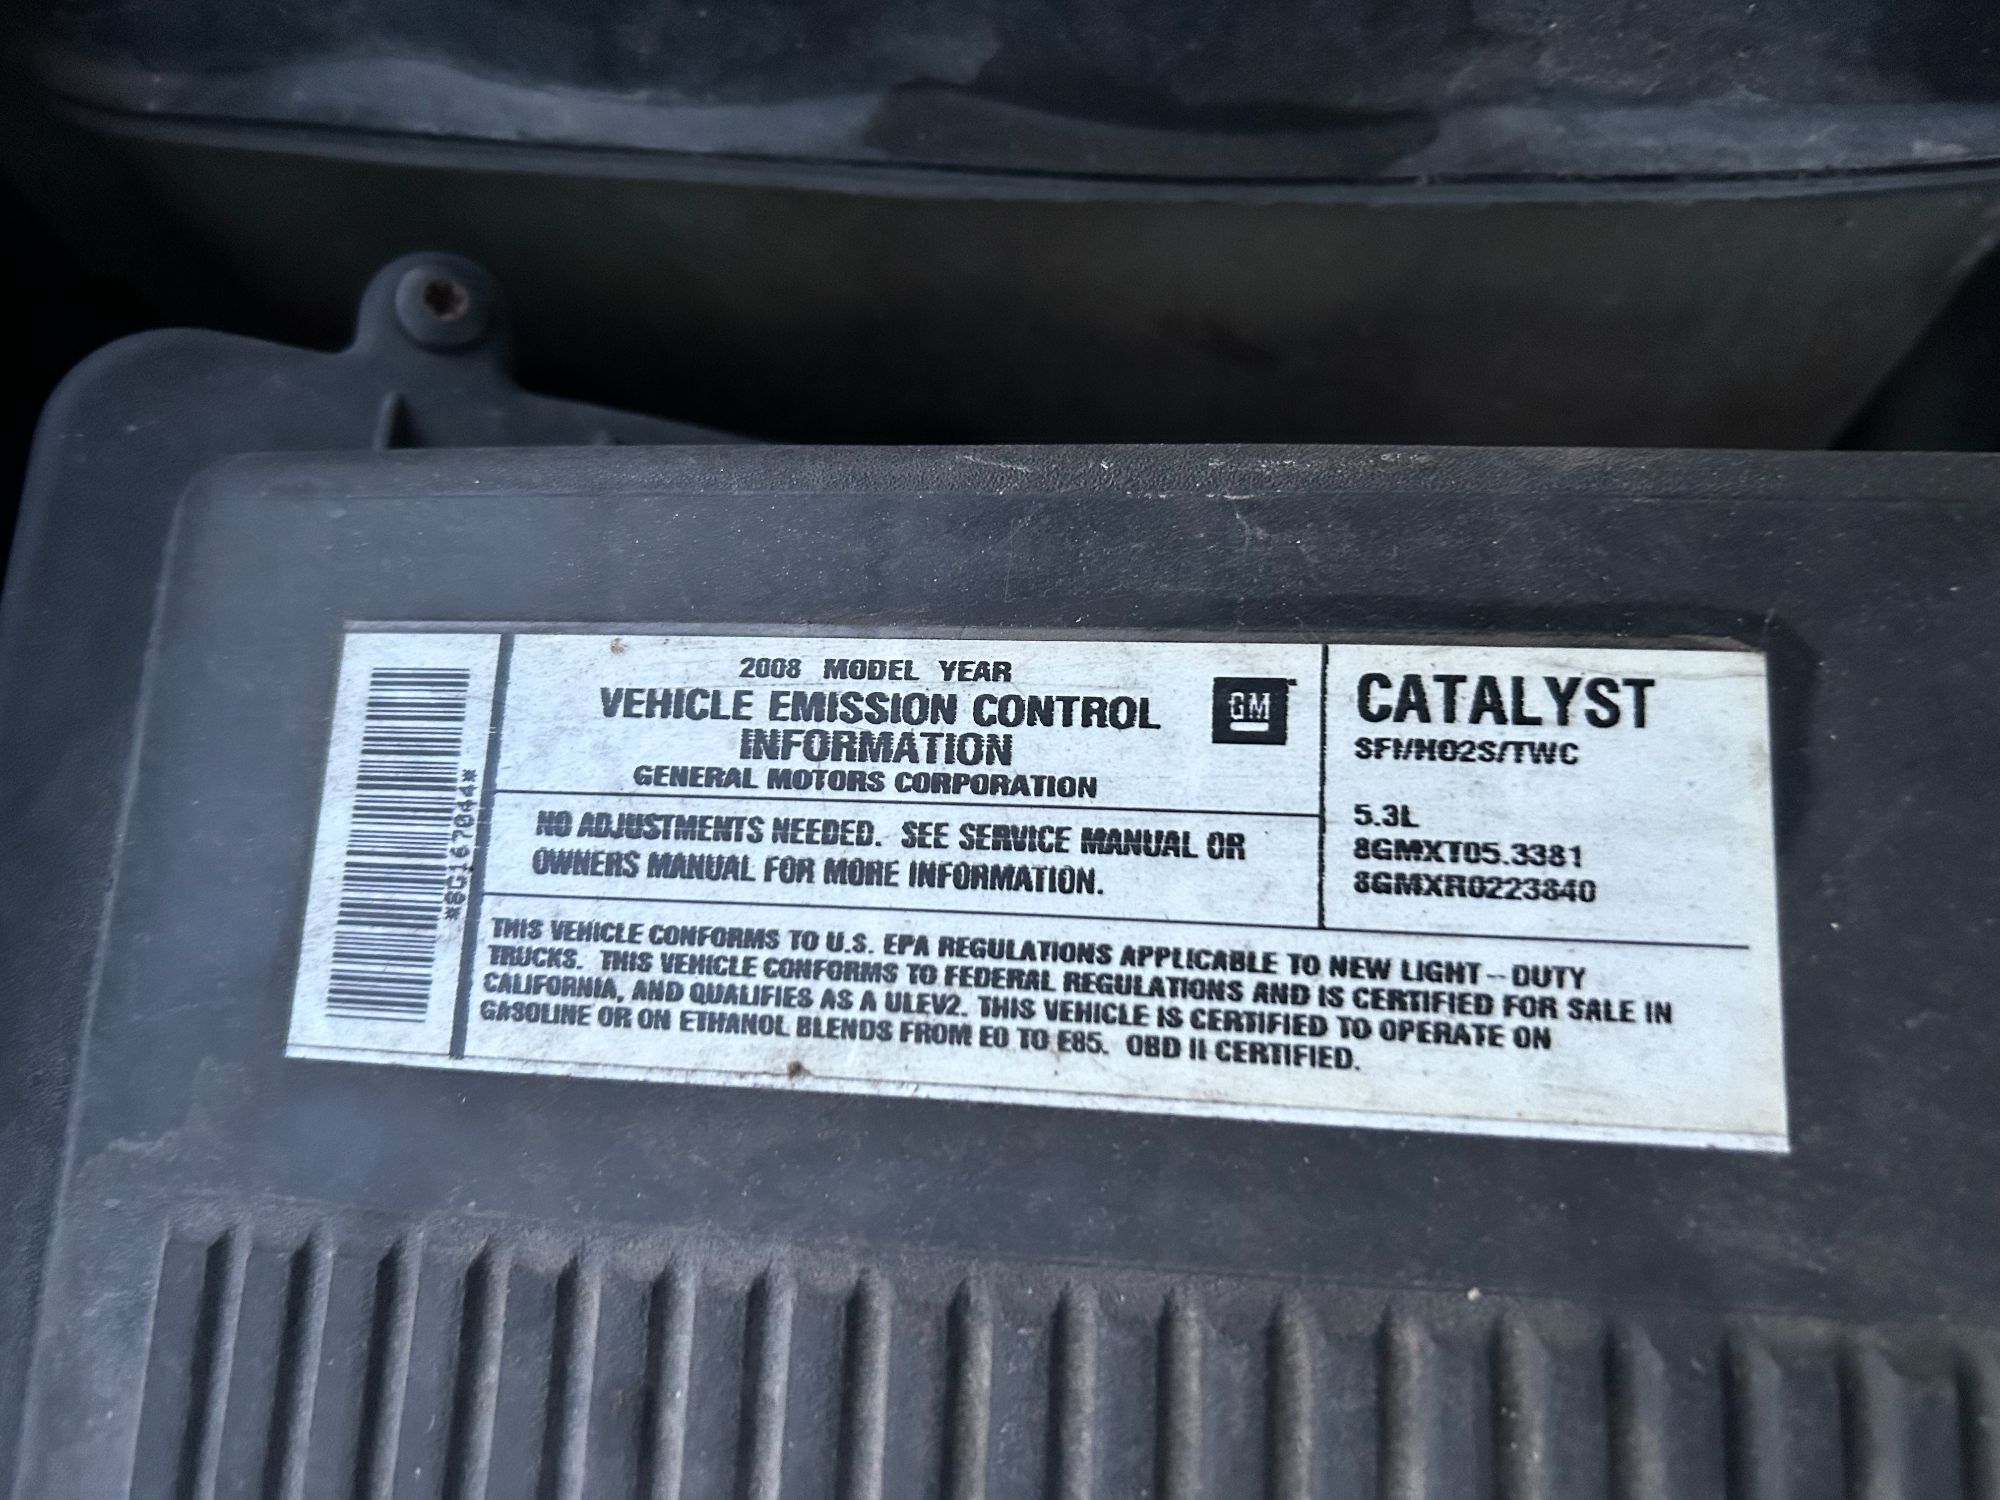 *8G167044*
2008 MODEL YEAR
VEHICLE EMISSION CONTROL
INFORMATION
GENERAL MOTORS CORPORATION
GM
NO ADJUSTMENTS NEEDED. SEE SERVICE MANUAL OR
OWNERS MANUAL FOR MORE INFORMATION.
CATALYST
SFI/HO2S/TWC
5.3L
8GMXT05.3381
8GMXR0223840
THIS VEHICLE CONFORMS TO U.S. EPA REGULATIONS APPLICABLE TO NEW LIGHT-DUTY
TRUCKS. THIS VEHICLE CONFORMS TO FEDERAL REGULATIONS AND IS CERTIFIED FOR SALE IN
CALIFORNIA, AND QUALIFIES AS A ULEV2. THIS VEHICLE IS CERTIFIED TO OPERATE ON
GASOLINE OR ON ETHANOL BLENDS FROM E0 TO E85. OBD II CERTIFIED.